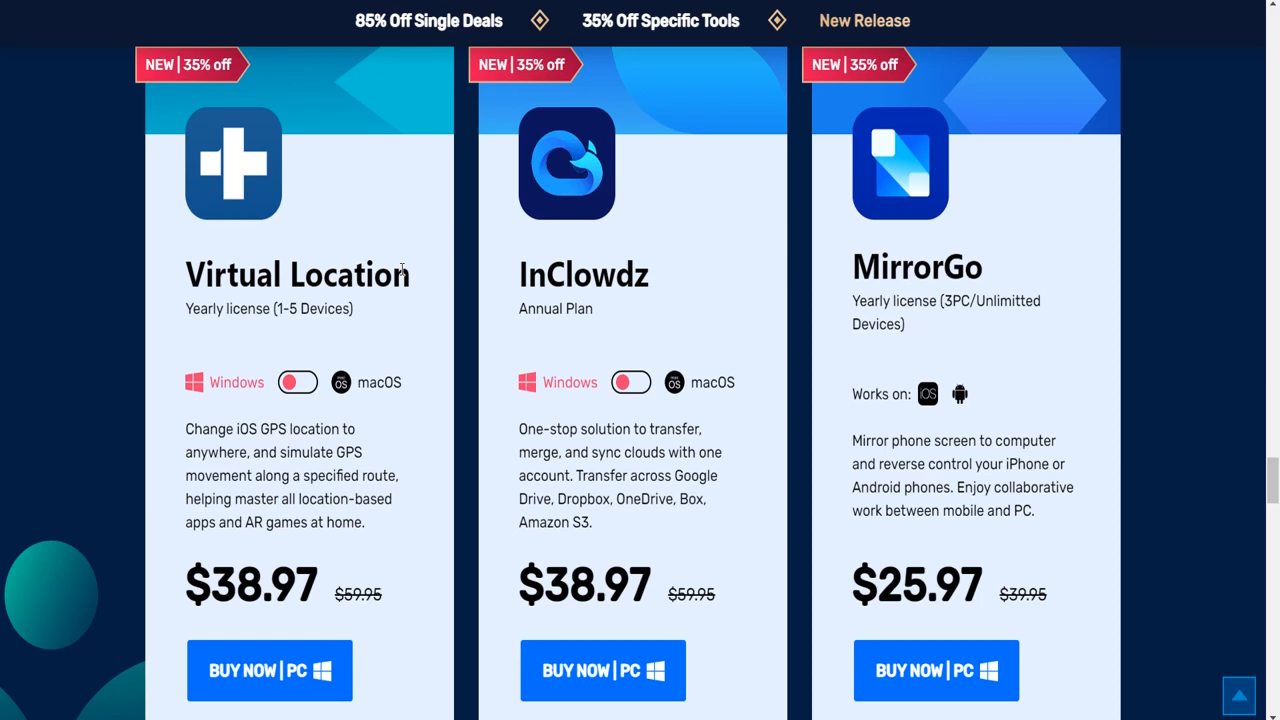 85% Off Single Deals
35% Off Specific Tools
New Release
NEW | 35% off
Virtual Location
Yearly license (1-5 Devices)
Windows
macOS
Change iOS GPS location to
anywhere, and simulate GPS
movement along a specified route,
helping master all location-based
apps and AR games at home.
$38.97 $59.95
BUY NOW | PC
NEW | 35% off
InClowdz
Annual Plan
Windows
macOS
One-stop solution to transfer,
merge, and sync clouds with one
account. Transfer across Google
Drive, Dropbox, OneDrive, Box,
Amazon S3.
$38.97 $59.95
BUY NOW | PC
NEW | 35% off
MirrorGo
Yearly license (3PC/Unlimitted
Devices)
Works on: iOS
Mirror phone screen to computer
and reverse control your iPhone or
Android phones. Enjoy collaborative
work between mobile and PC.
$25.97 $39.95
BUY NOW | PC